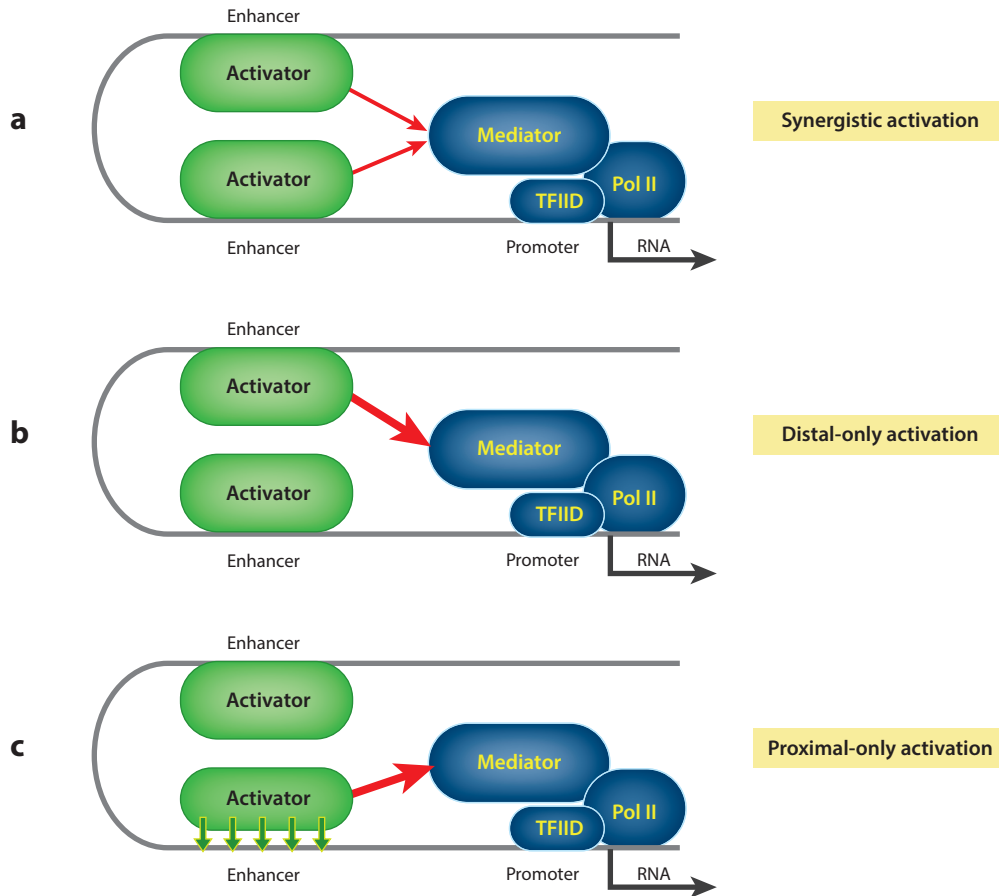 Enhancer
Activator
a
Mediator
Synergistic activation
Activator
Pol II
TFIID
Enhancer
Promoter
RNA
Enhancer
Activator
b
Mediator
Distal-only activation
Activator
Pol II
TFIID
Enhancer
Promoter
RNA
Enhancer
Activator
c
Mediator
Proximal-only activation
Activator
Pol II
TFIID
Enhancer
Promoter
RNA